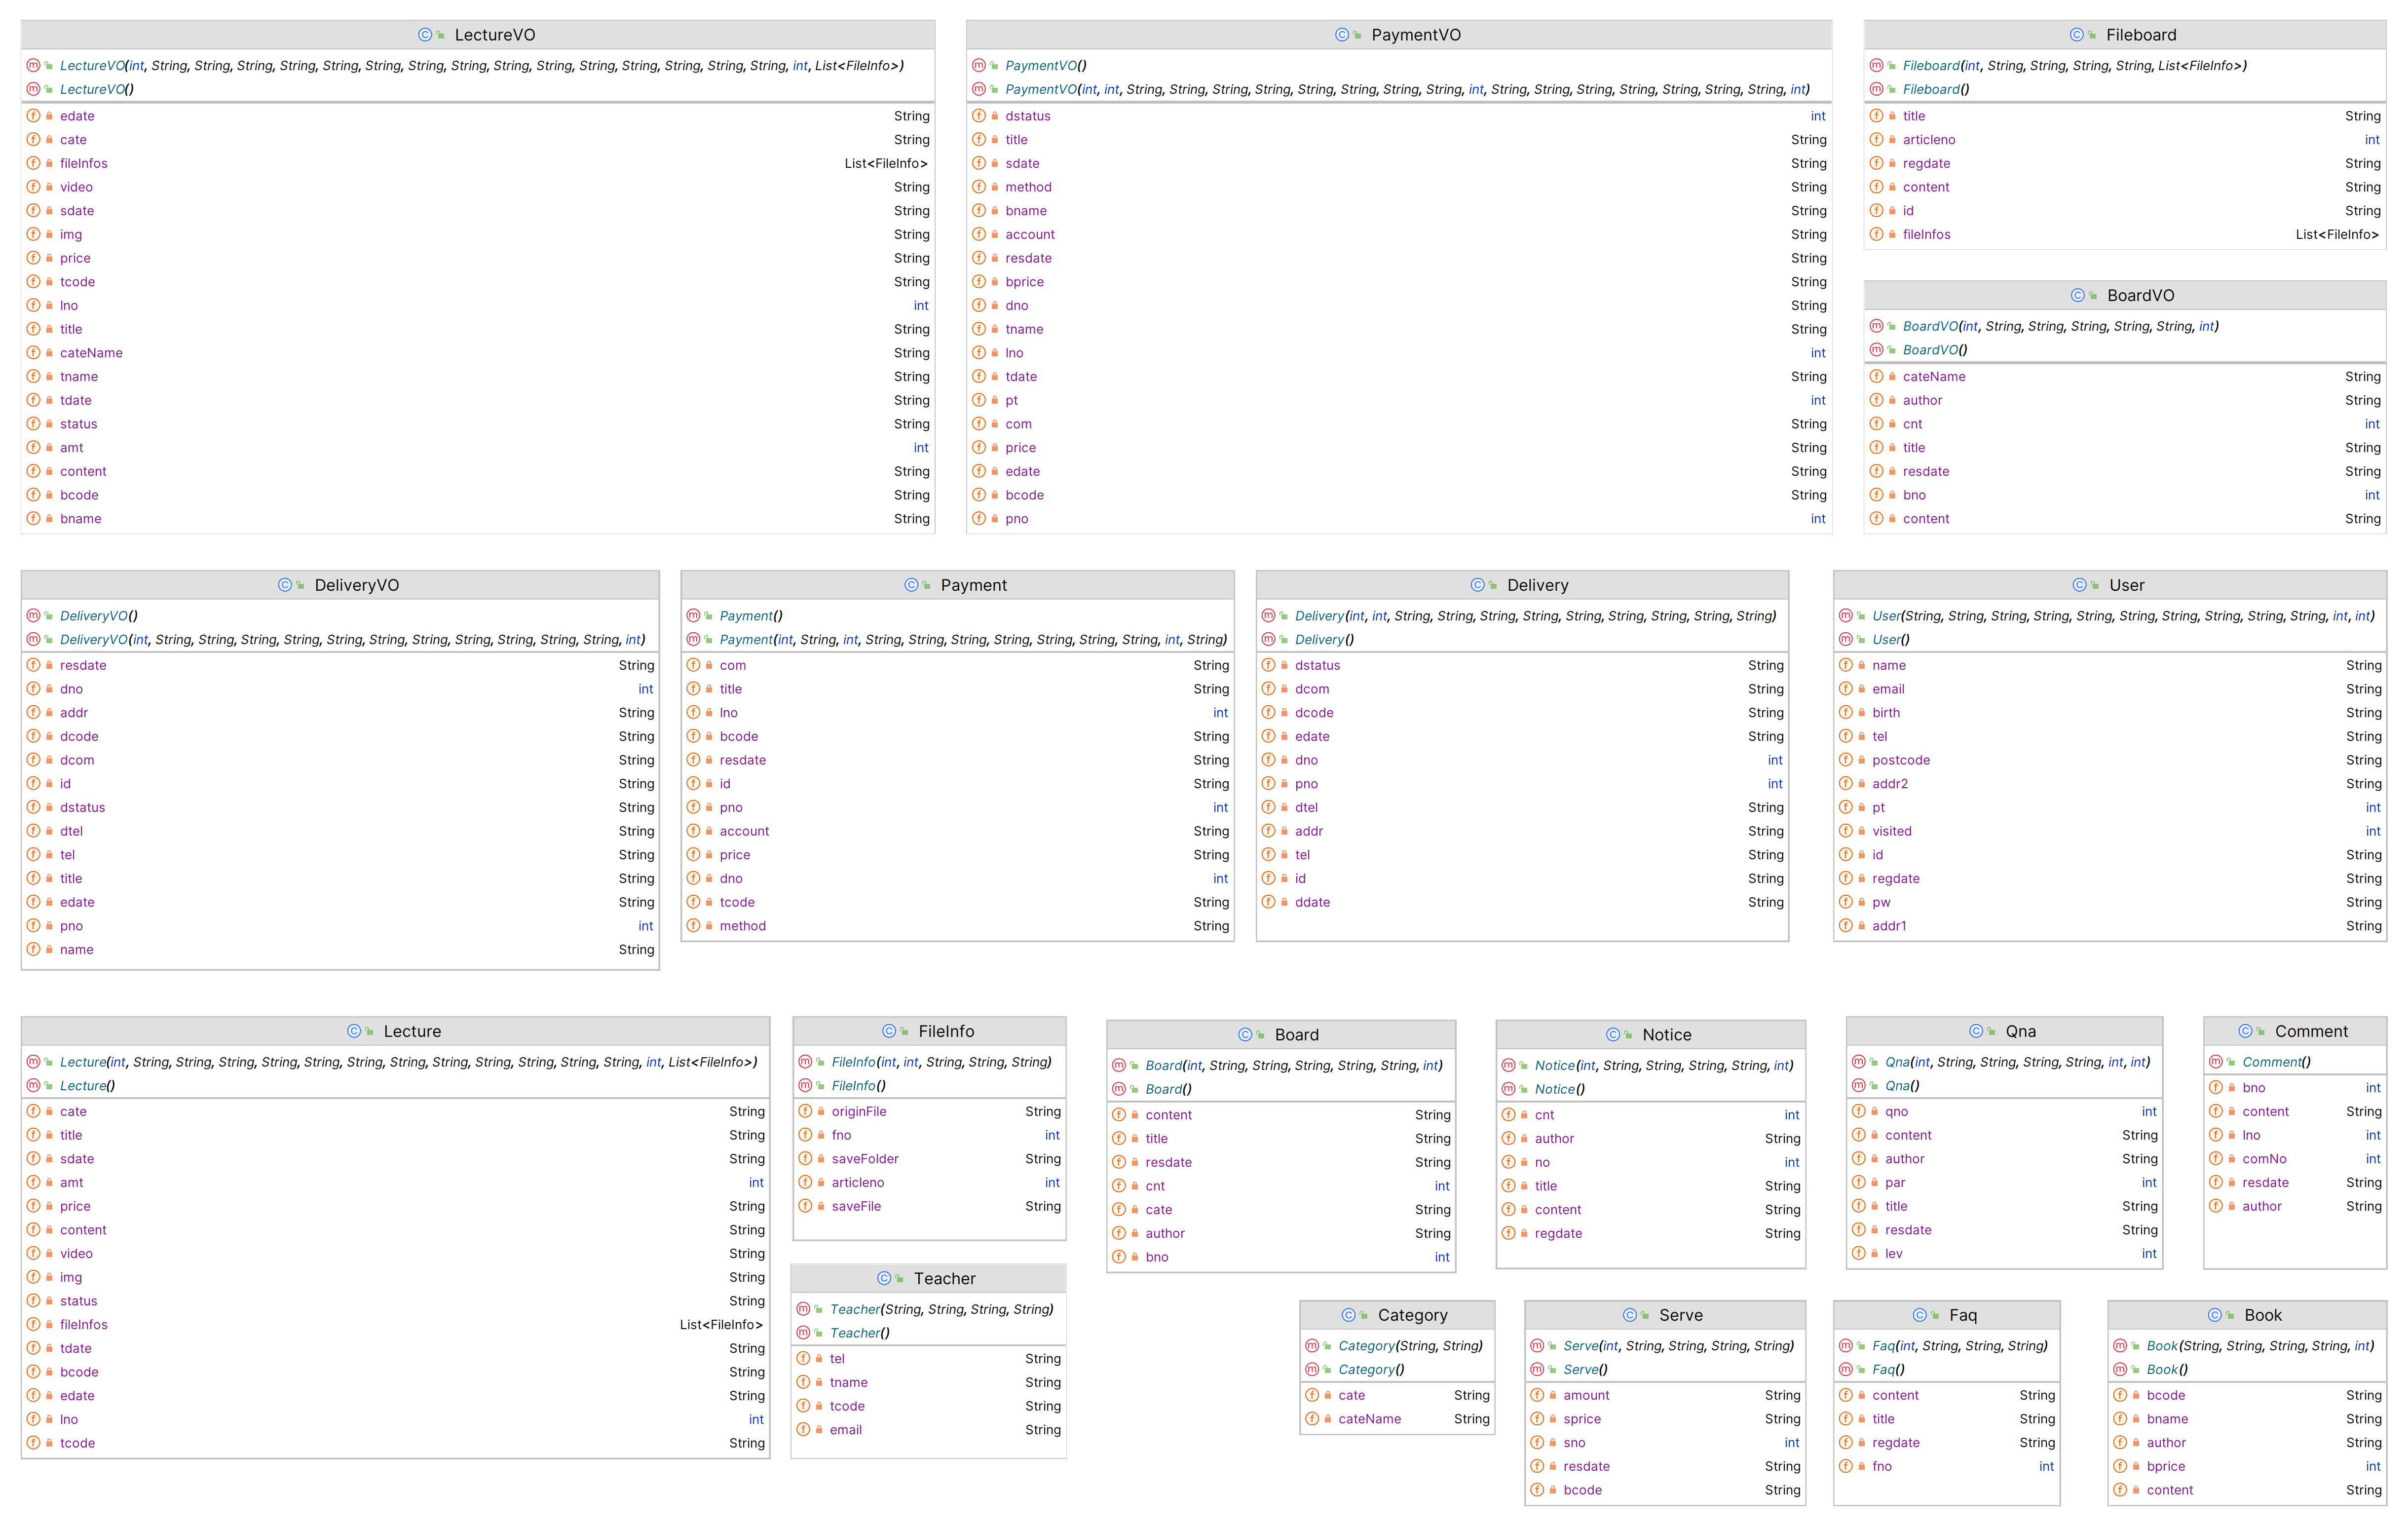 LectureVO
LectureVO(int, String, String, String, String, String, String, String, String, String, String, String, String, String, String, String, int, List<FileInfo>)
LectureVO()
edate String
cate String
fileInfos List<FileInfo>
video String
sdate String
img String
price String
tcode String
lno int
title String
cateName String
tname String
tdate String
status String
amt int
content String
bcode String
bname String
PaymentVO
PaymentVO()
PaymentVO(int, int, String, String, String, String, String, String, String, String, int, String, String, String, String, String, String, String, int)
dstatus int
title String
sdate String
method String
bname String
account String
resdate String
bprice String
dno String
tname String
lno int
tdate String
pt int
com String
price String
edate String
bcode String
pno int
Fileboard
Fileboard(int, String, String, String, String, List<FileInfo>)
Fileboard()
title String
articleno int
regdate String
content String
id String
fileInfos List<FileInfo>
BoardVO
BoardVO(int, String, String, String, String, String, int)
BoardVO()
cateName String
author String
cnt int
title String
resdate String
bno int
content String
DeliveryVO
DeliveryVO()
DeliveryVO(int, String, String, String, String, String, String, String, String, String, String, String, int)
resdate String
dno int
addr String
dcode String
dcom String
id String
dstatus String
dtel String
tel String
title String
edate String
pno int
name String
Payment
Payment()
Payment(int, String, int, String, String, String, String, String, String, String, int, String)
com String
title String
lno int
bcode String
resdate String
id String
pno int
account String
price String
dno int
tcode String
method String
Delivery
Delivery(int, int, String, String, String, String, String, String, String, String, String)
Delivery()
dstatus String
dcom String
dcode String
edate String
dno int
pno int
dtel String
addr String
tel String
id String
ddate String
User
User(String, String, String, String, String, String, String, String, String, String, int, int)
User()
name String
email String
birth String
tel String
postcode String
addr2 String
pt int
visited int
id String
regdate String
pw String
addr1 String
Lecture
Lecture(int, String, String, String, String, String, String, String, String, String, String, String, String, int, List<FileInfo>)
Lecture()
cate String
title String
sdate String
amt int
price String
content String
video String
img String
status String
fileInfos List<FileInfo>
tdate String
bcode String
edate String
lno int
tcode String
FileInfo
FileInfo(int, int, String, String, String)
FileInfo()
originFile String
fno int
saveFolder String
articleno int
saveFile String
Teacher
Teacher(String, String, String, String)
Teacher()
tel String
tname String
tcode String
email String
Board
Board(int, String, String, String, String, String, int)
Board()
content String
title String
resdate String
cnt int
cate String
author String
bno int
Notice
Notice(int, String, String, String, String, int)
Notice()
cnt int
author String
no int
title String
content String
regdate String
Qna
Qna(int, String, String, String, String, int, int)
Qna()
qno int
content String
author String
par int
title String
resdate String
lev int
Comment
Comment()
bno int
content String
lno int
comNo int
resdate String
author String
Category
Category(String, String)
Category()
cate String
cateName String
Serve
Serve(int, String, String, String, String)
Serve()
amount String
sprice String
sno int
resdate String
bcode String
Faq
Faq(int, String, String, String)
Faq()
content String
title String
regdate String
fno int
Book
Book(String, String, String, String, int)
Book()
bcode String
bname String
author String
bprice int
content String